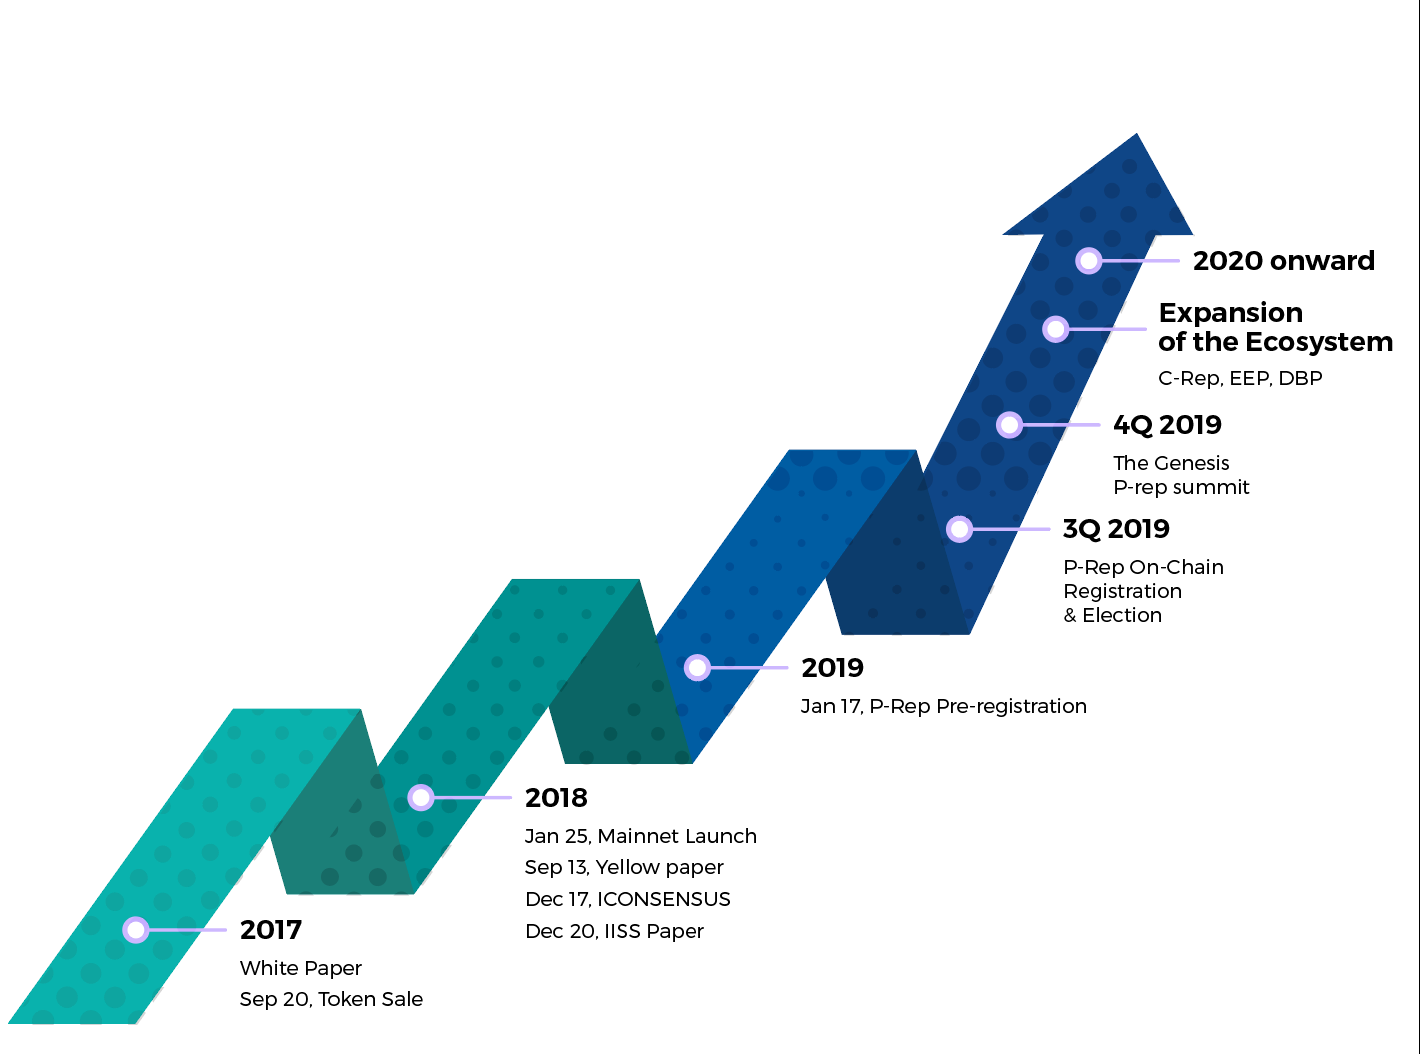 2020 onward
Expansion
of the Ecosystem
C-Rep, EEP, DBP
4Q 2019
The Genesis
P-rep summit
3Q 2019
P-Rep On-Chain
Registration
& Election
2019
Jan 17, P-Rep Pre-registration
2018
Jan 25, Mainnet Launch
Sep 13, Yellow paper
Dec 17, ICONSENSUS
Dec 20, IISS Paper
2017
White Paper
Sep 20, Token Sale